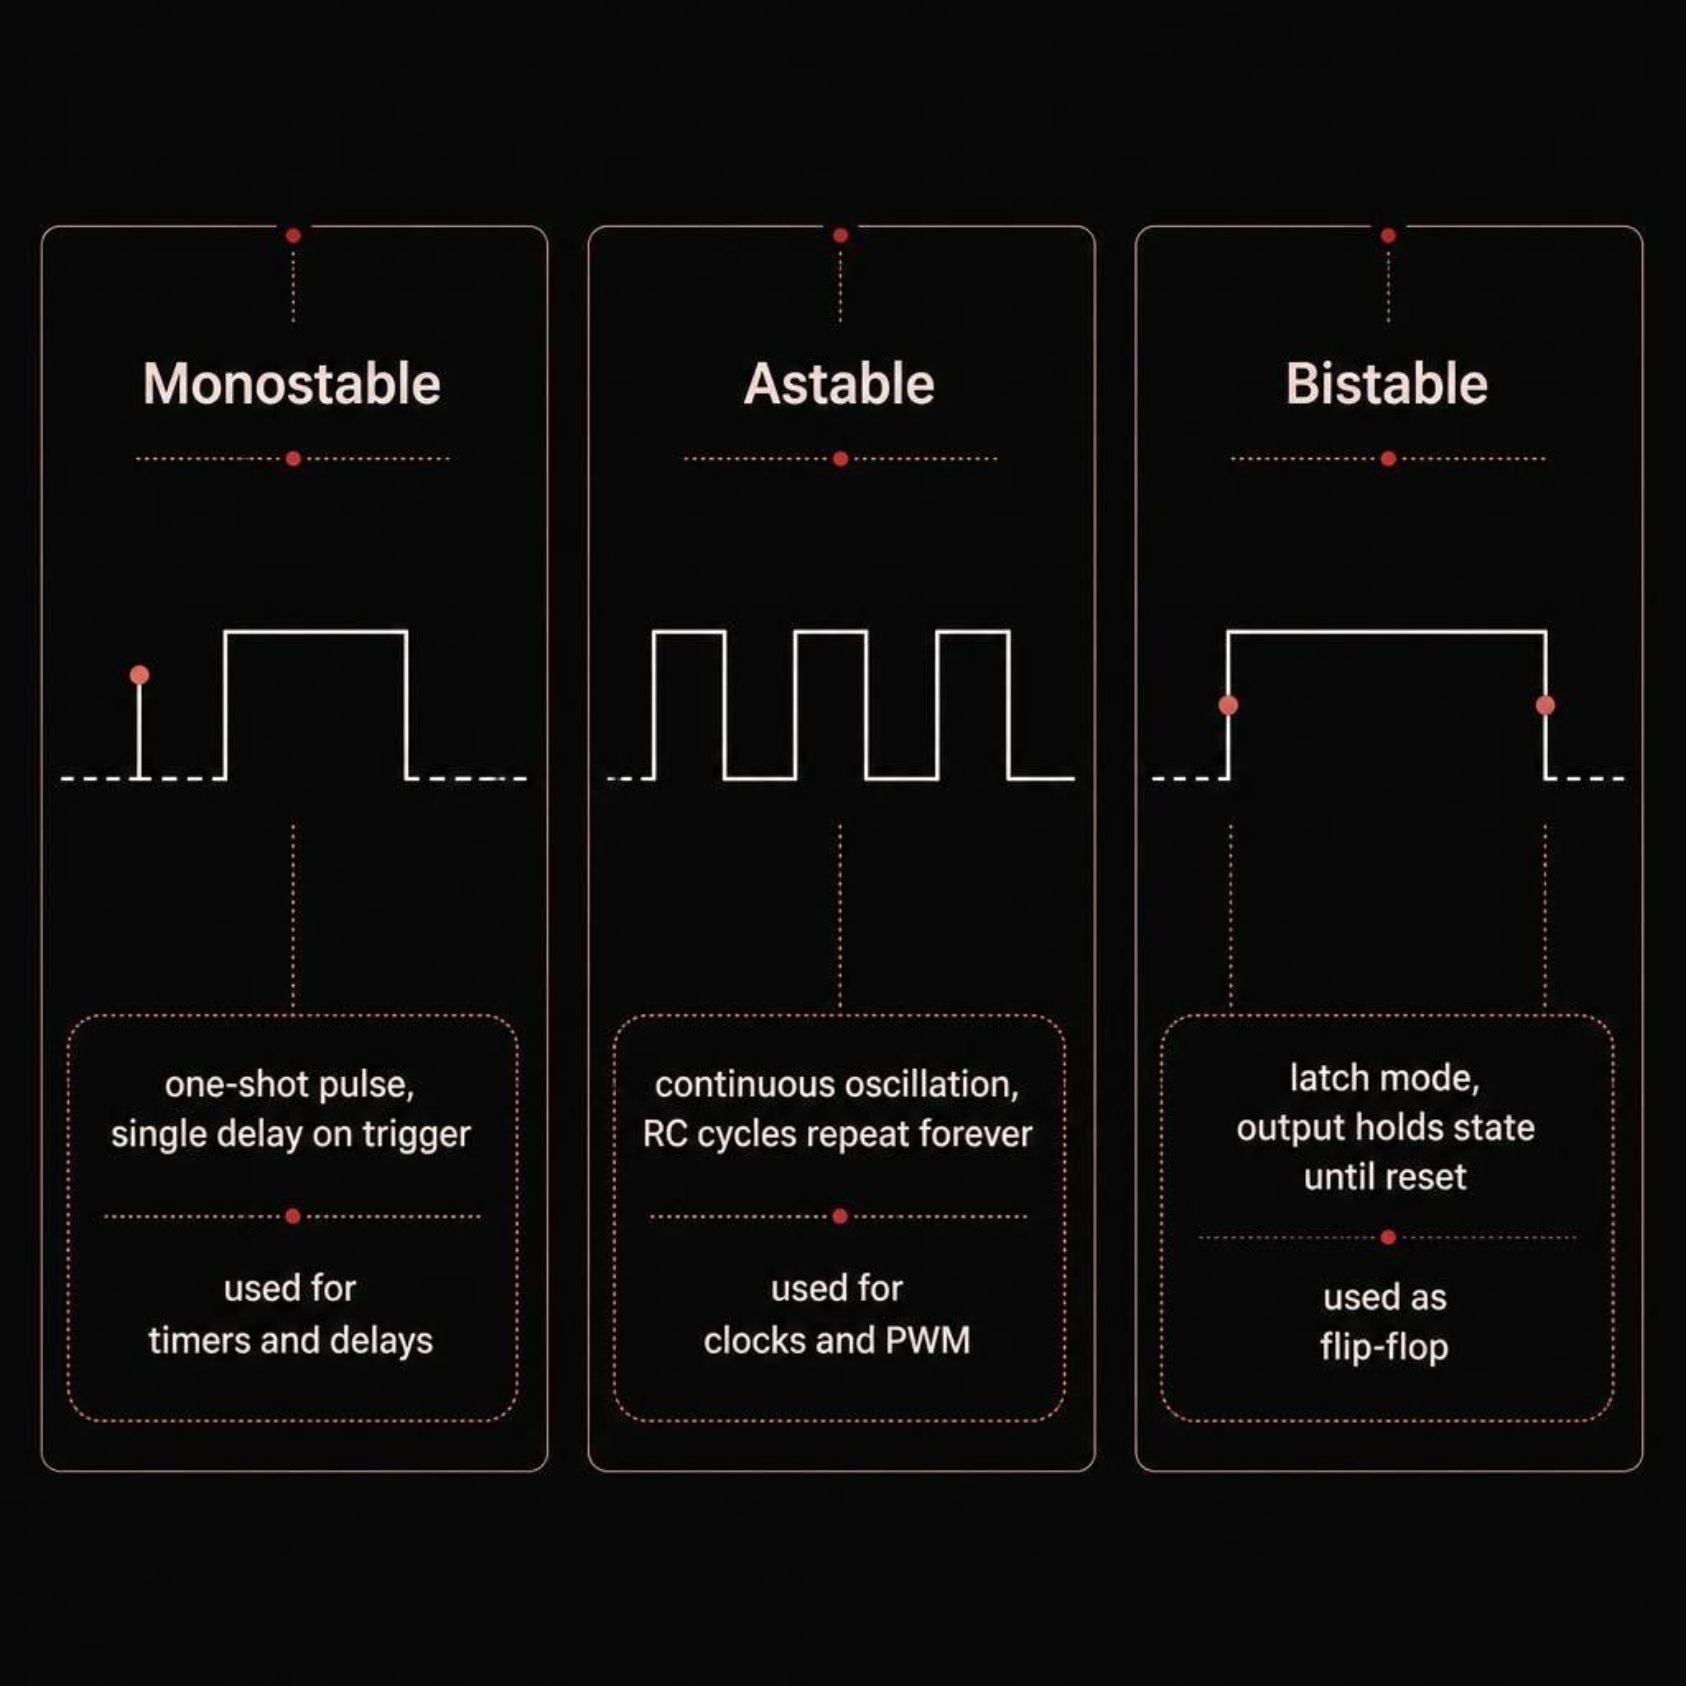 Monostable
one-shot pulse,
single delay on trigger
used for
timers and delays
Astable
continuous oscillation,
RC cycles repeat forever
used for
clocks and PWM
Bistable
latch mode,
output holds state
until reset
used as
flip-flop